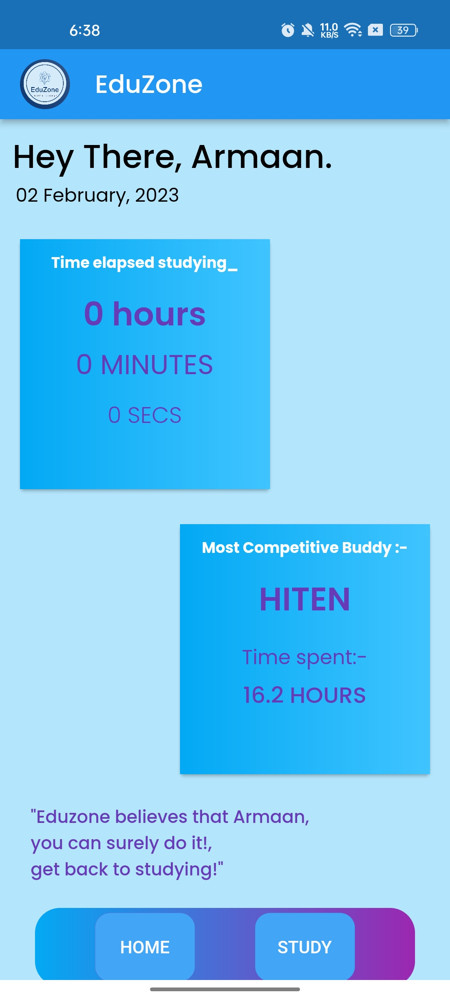 6:38
11.0
KB/S
39
EduZone
EduZone
Hey There, Armaan.
02 February, 2023
Time elapsed studying_
0 hours
0 MINUTES
0 SECS
Most Competitive Buddy :-
HITEN
Time spent:-
16.2 HOURS
"Eduzone believes that Armaan,
you can surely do it!,
get back to studying!"
HOME
STUDY